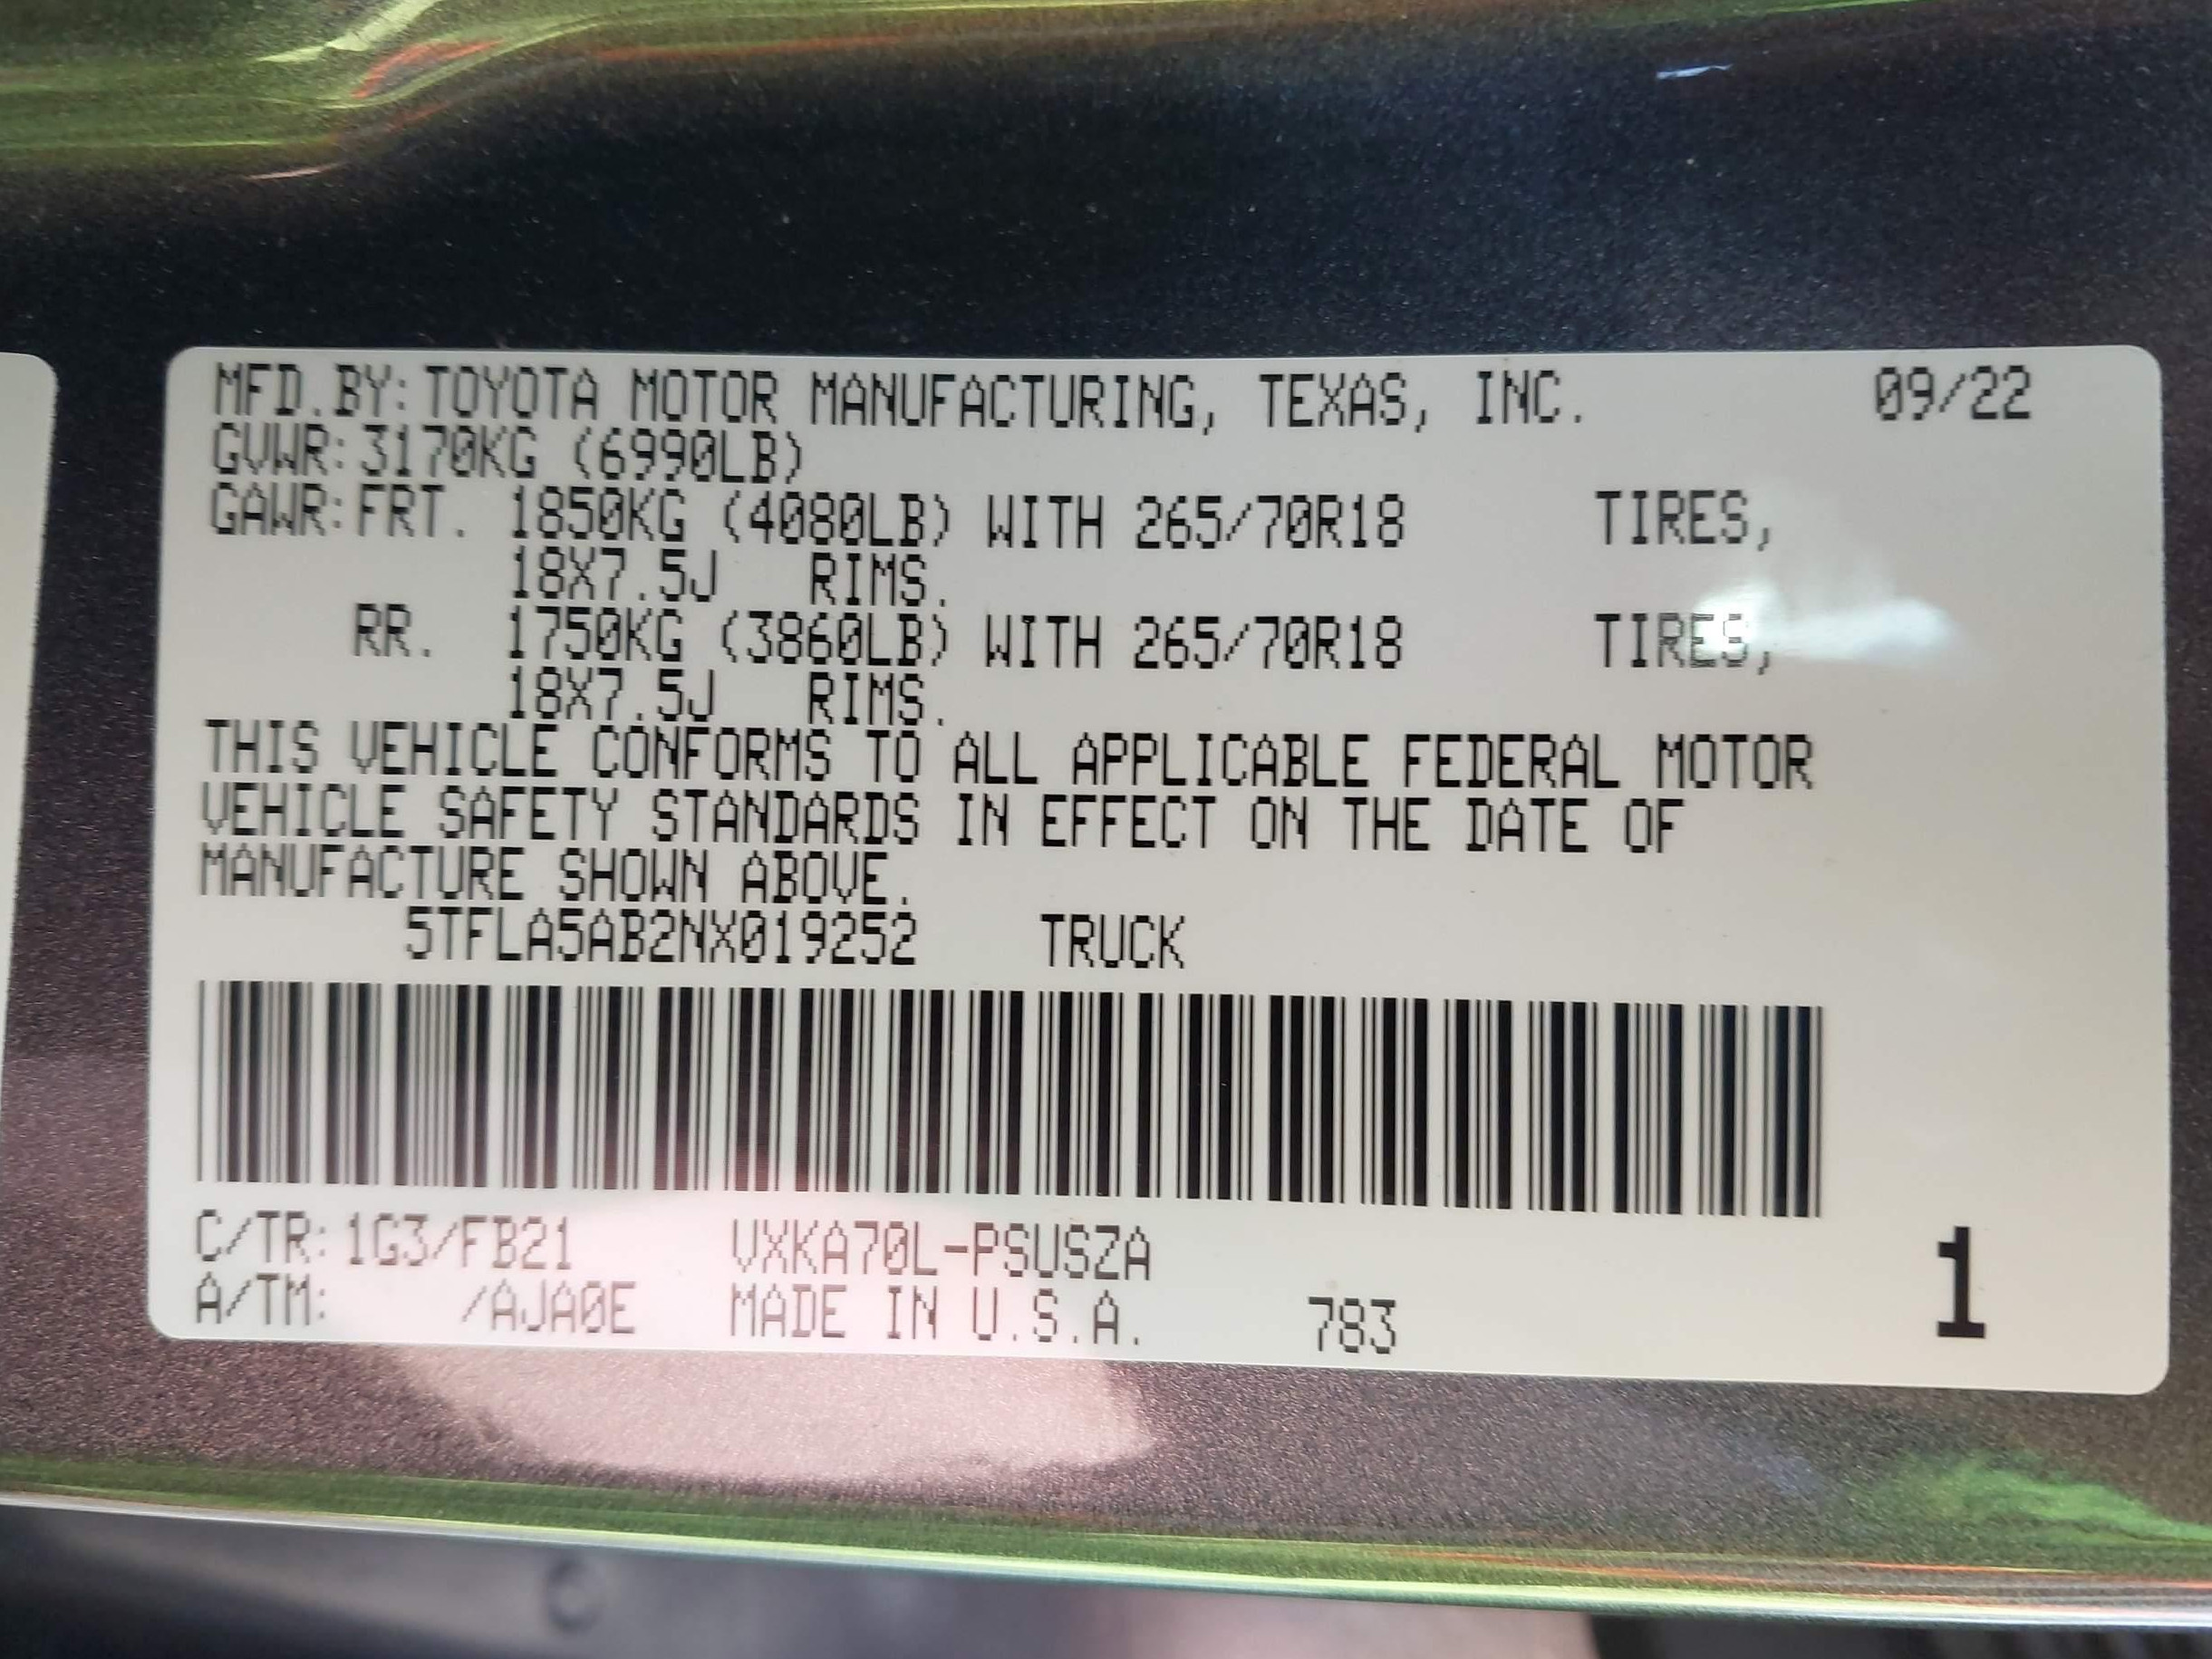 MFD.BY:TOYOTA MOTOR MANUFACTURING, TEXAS, INC. 09/22
GVWR:3170KG (6990LB)
GAWR:FRT. 1850KG (4080LB) WITH 265/70R18 TIRES,
18X7.5J RIMS.
RR. 1750KG (3860LB) WITH 265/70R18 TIRES,
18X7.5J RIMS.
THIS VEHICLE CONFORMS TO ALL APPLICABLE FEDERAL MOTOR
VEHICLE SAFETY STANDARDS IN EFFECT ON THE DATE OF
MANUFACTURE SHOWN ABOVE.
5TFLA5AB2NX019252 TRUCK
C/TR:1G3/FB21 VXKA70L-PSUSZA
A/TM: /AJA0E MADE IN U.S.A. 783 1